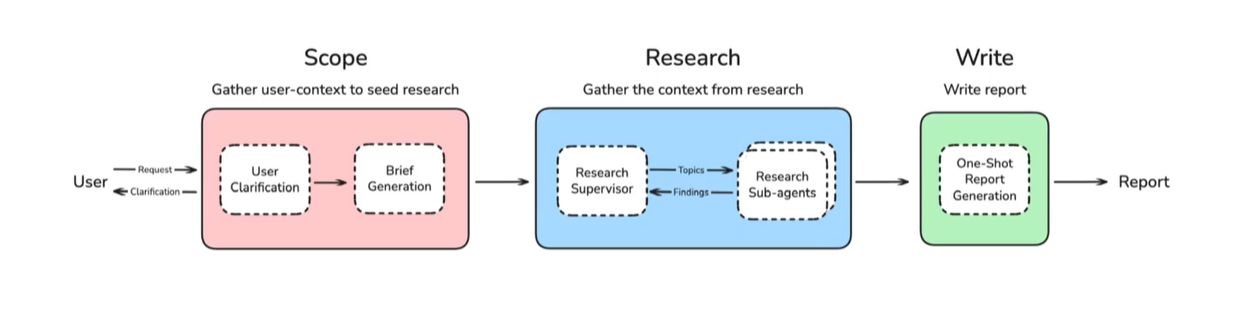 Scope
Gather user-context to seed research
Research
Gather the context from research
Write
Write report
User
Request
Clarification
User
Clarification
Brief
Generation
Research
Supervisor
Topics
Findings
Research
Sub-agents
One-Shot
Report
Generation
Report